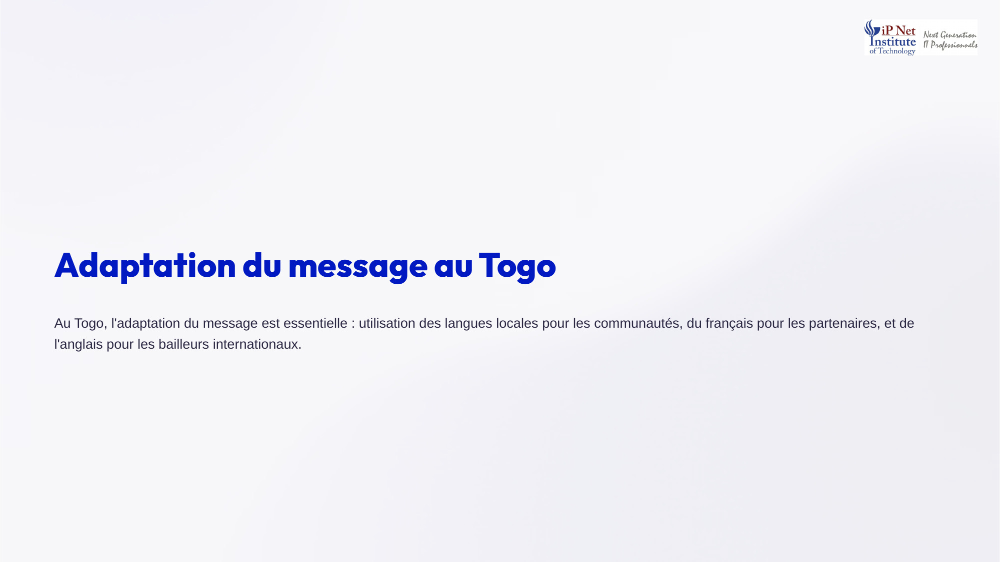 iP Net
Institute
of Technology
Next Generation
IT Professionnels
Adaptation du message au Togo
Au Togo, l'adaptation du message est essentielle : utilisation des langues locales pour les communautés, du français pour les partenaires, et de
l'anglais pour les bailleurs internationaux.